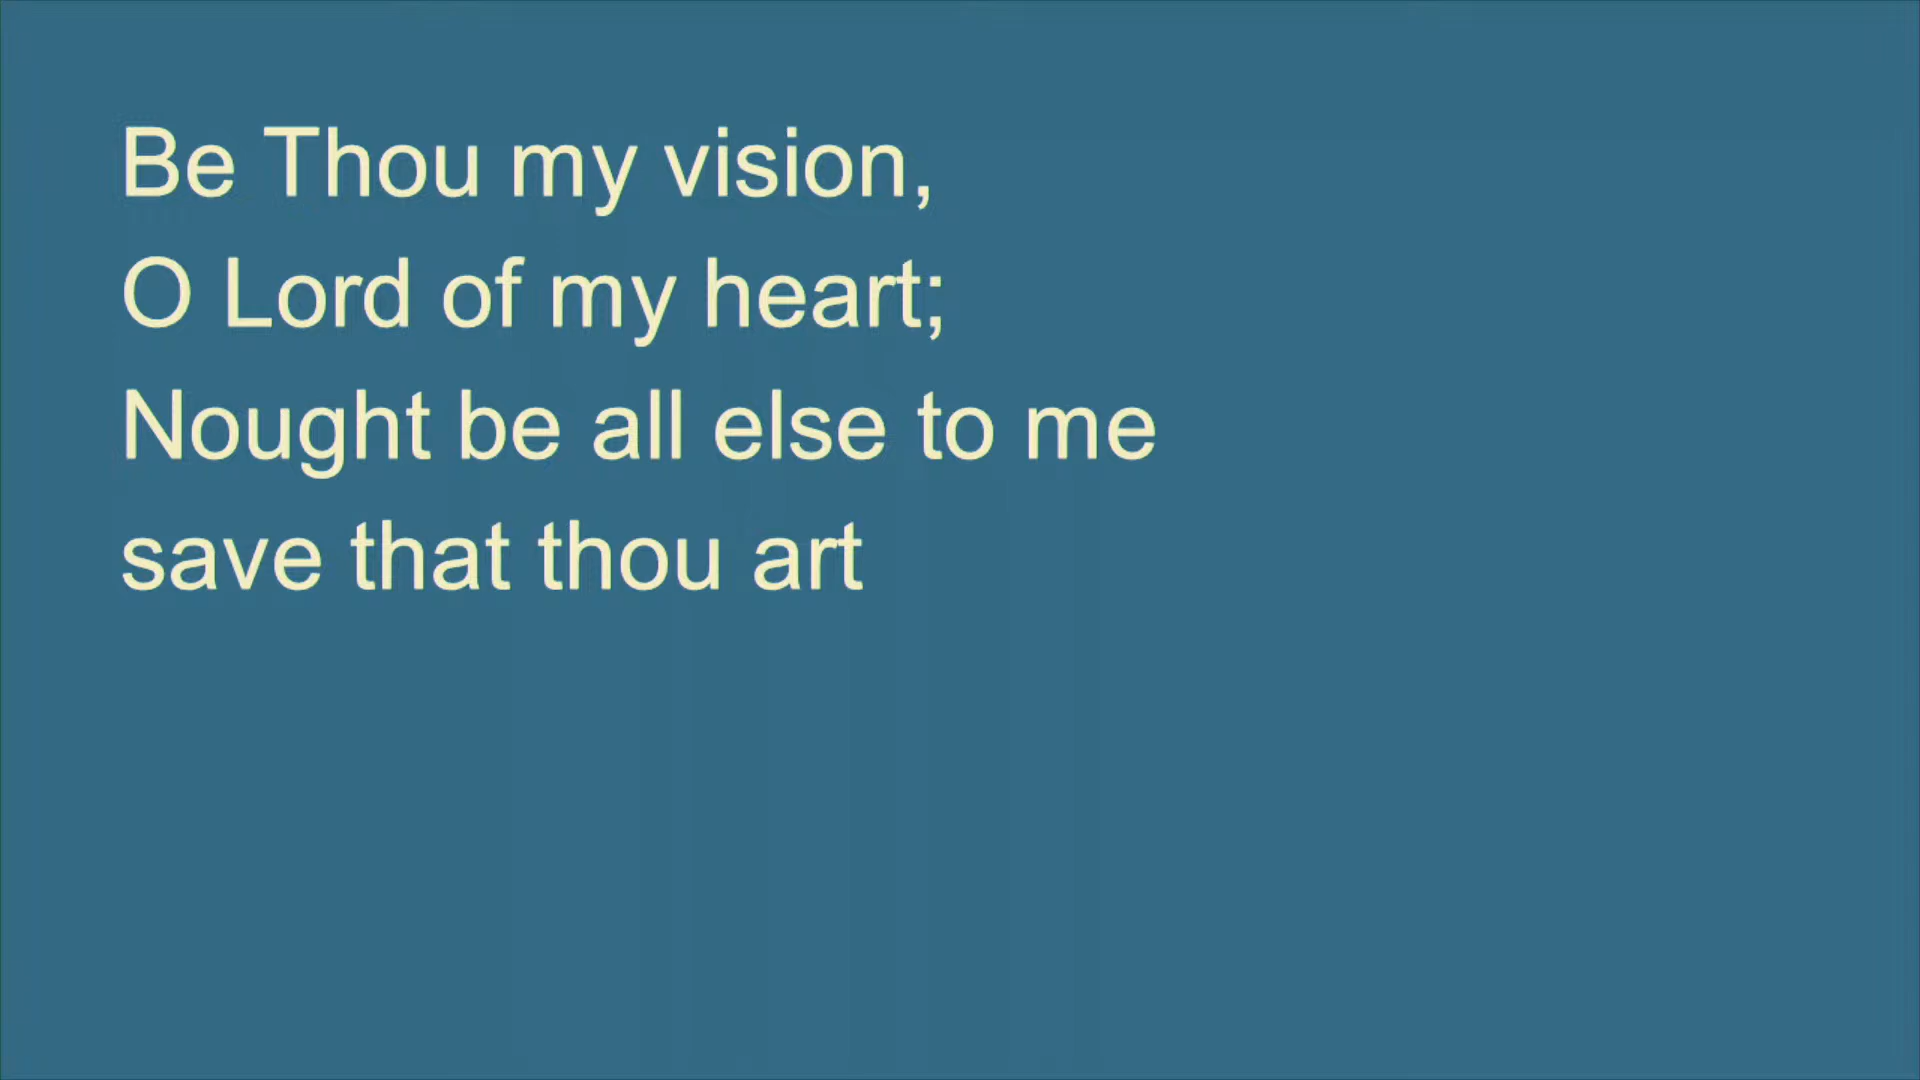 Be Thou my vision,
O Lord of my heart;
Nought be all else to me
save that thou art